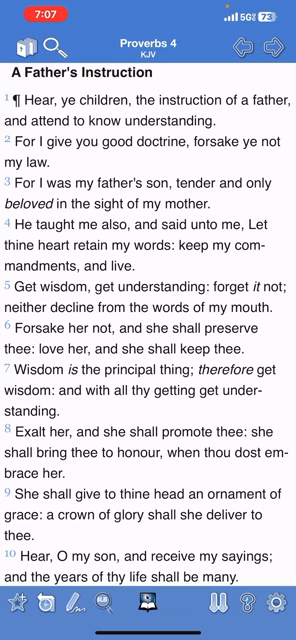 7:07
5G 73
Proverbs 4
KJV
A Father's Instruction
1 ¶ Hear, ye children, the instruction of a father,
and attend to know understanding.
2 For I give you good doctrine, forsake ye not
my law.
3 For I was my father's son, tender and only
beloved in the sight of my mother.
4 He taught me also, and said unto me, Let
thine heart retain my words: keep my com-
mandments, and live.
5 Get wisdom, get understanding: forget it not;
neither decline from the words of my mouth.
6 Forsake her not, and she shall preserve
thee: love her, and she shall keep thee.
7 Wisdom is the principal thing; therefore get
wisdom: and with all thy getting get under-
standing.
8 Exalt her, and she shall promote thee: she
shall bring thee to honour, when thou dost em-
brace her.
9 She shall give to thine head an ornament of
grace: a crown of glory shall she deliver to
thee.
10 Hear, O my son, and receive my sayings;
and the years of thy life shall be many.